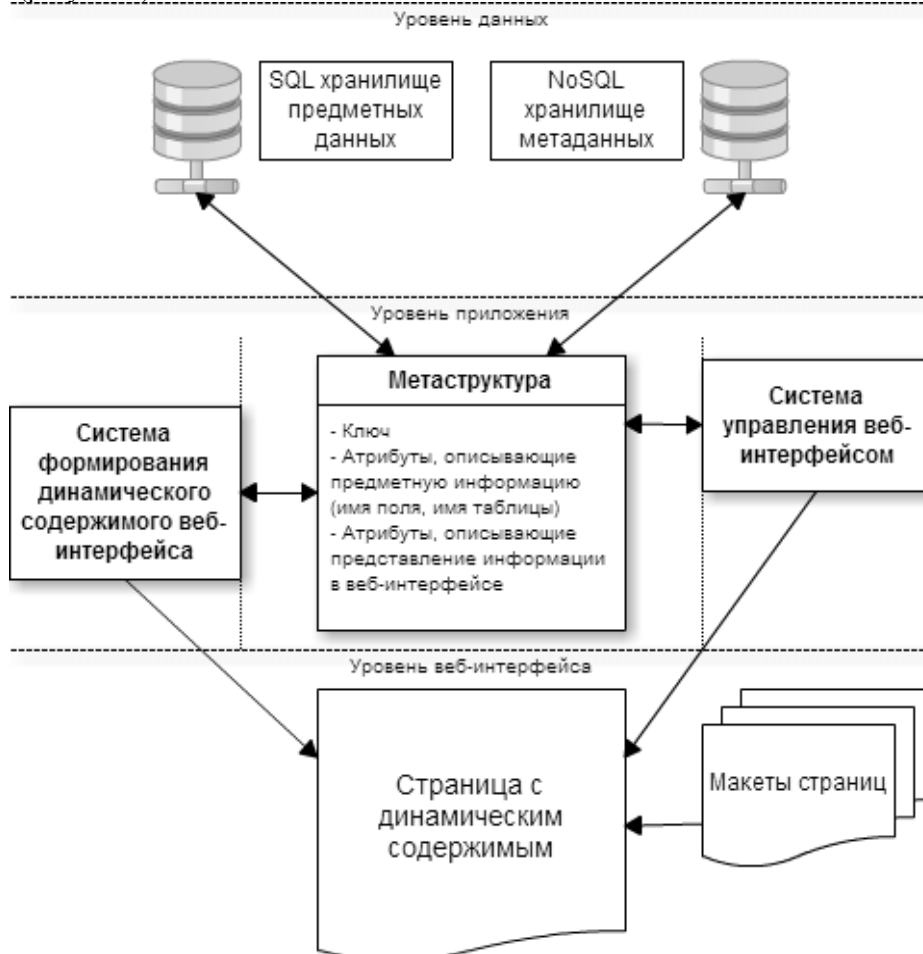 Уровень данных
SQL хранилище
предметных
данных
NoSQL
хранилище
метаданных
Уровень приложения
Метаструктура
- Ключ
- Атрибуты, описывающие
предметную информацию
(имя поля, имя таблицы)
- Атрибуты, описывающие
представление информации
в веб-интерфейсе
Система
формирования
динамического
содержимого веб-
интерфейса
Система
управления веб-
интерфейсом
Уровень веб-интерфейса
Страница с
динамическим
содержимым
Макеты страниц